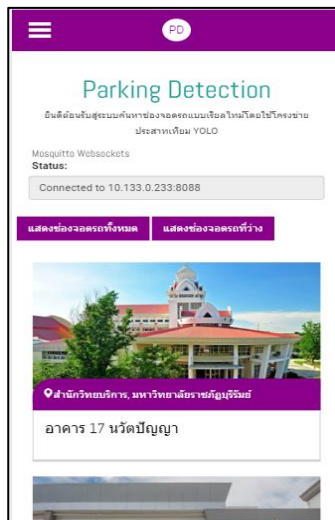 PD
Parking Detection
ยินดีต้อนรับสู่ระบบค้นหาช่องจอดรถแบบเรียลไทม์โดยใช้โครงข่าย
ประสาทเทียม YOLO
Mosquitto Websockets
Status:
Connected to 10.133.0.233:8088
แสดงช่องจอดรถทั้งหมด แสดงช่องจอดรถที่ว่าง
สำนักวิทยบริการ, มหาวิทยาลัยราชภัฏบุรีรัมย์
อาคาร 17 นวัตปัญญา